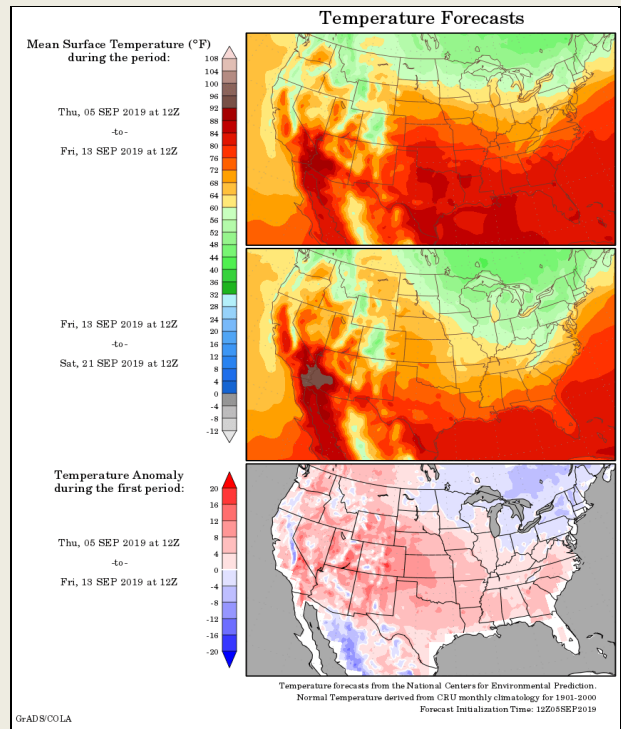 Temperature Forecasts
Mean Surface Temperature (°F)
during the period:
Thu, 05 SEP 2019 at 12Z
-to-
Fri, 13 SEP 2019 at 12Z
108
104
100
96
92
88
84
80
76
72
68
64
60
56
52
48
44
40
36
32
28
24
20
16
12
8
4
0
-4
-8
-12
Fri, 13 SEP 2019 at 12Z
-to-
Sat, 21 SEP 2019 at 12Z
Temperature Anomaly
during the first period:
Thu, 05 SEP 2019 at 12Z
-to-
Fri, 13 SEP 2019 at 12Z
20
16
12
8
4
0
-4
-8
-12
-16
-20
Temperature forecasts from the National Centers for Environmental Prediction.
Normal Temperature derived from CRU monthly climatology for 1901-2000
Forecast Initialization Time: 12Z05SEP2019
GrADS/COLA